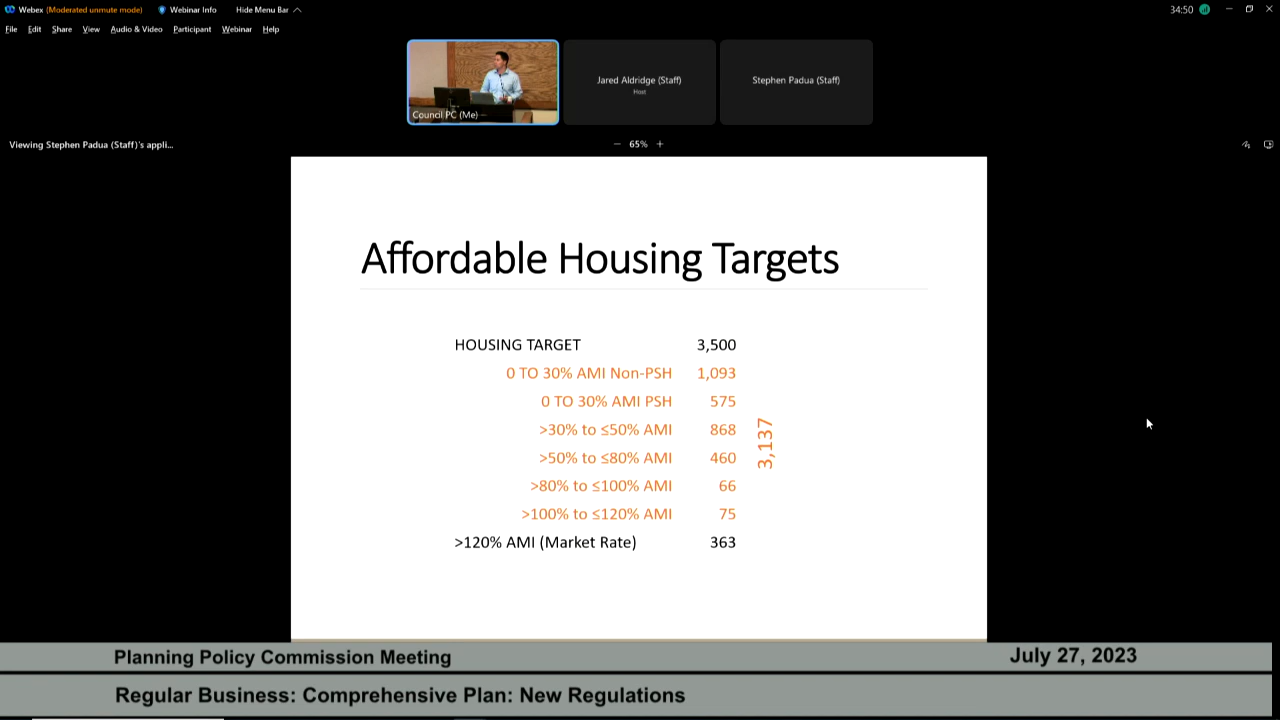 Webex (Moderated unmute mode) Webinar Info Hide Menu Bar 34:50
File Edit Share View Audio & Video Participant Webinar Help
Council PC (Me)
Jared Aldridge (Staff)
Host
Stephen Padua (Staff)
Viewing Stephen Padua (Staff)'s appli... 65%
Affordable Housing Targets
HOUSING TARGET 3,500
0 TO 30% AMI Non-PSH 1,093
0 TO 30% AMI PSH 575
>30% to ≤50% AMI 868
>50% to ≤80% AMI 460
>80% to ≤100% AMI 66
>100% to ≤120% AMI 75
3,137
>120% AMI (Market Rate) 363
Planning Policy Commission Meeting July 27, 2023
Regular Business: Comprehensive Plan: New Regulations